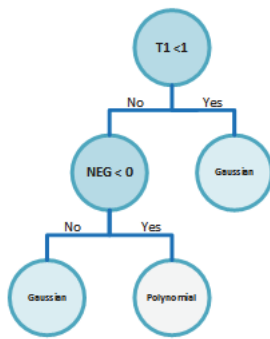 T1 <1
No Yes
NEG < 0
Gaussian
No Yes
Gaussian
Polynomial